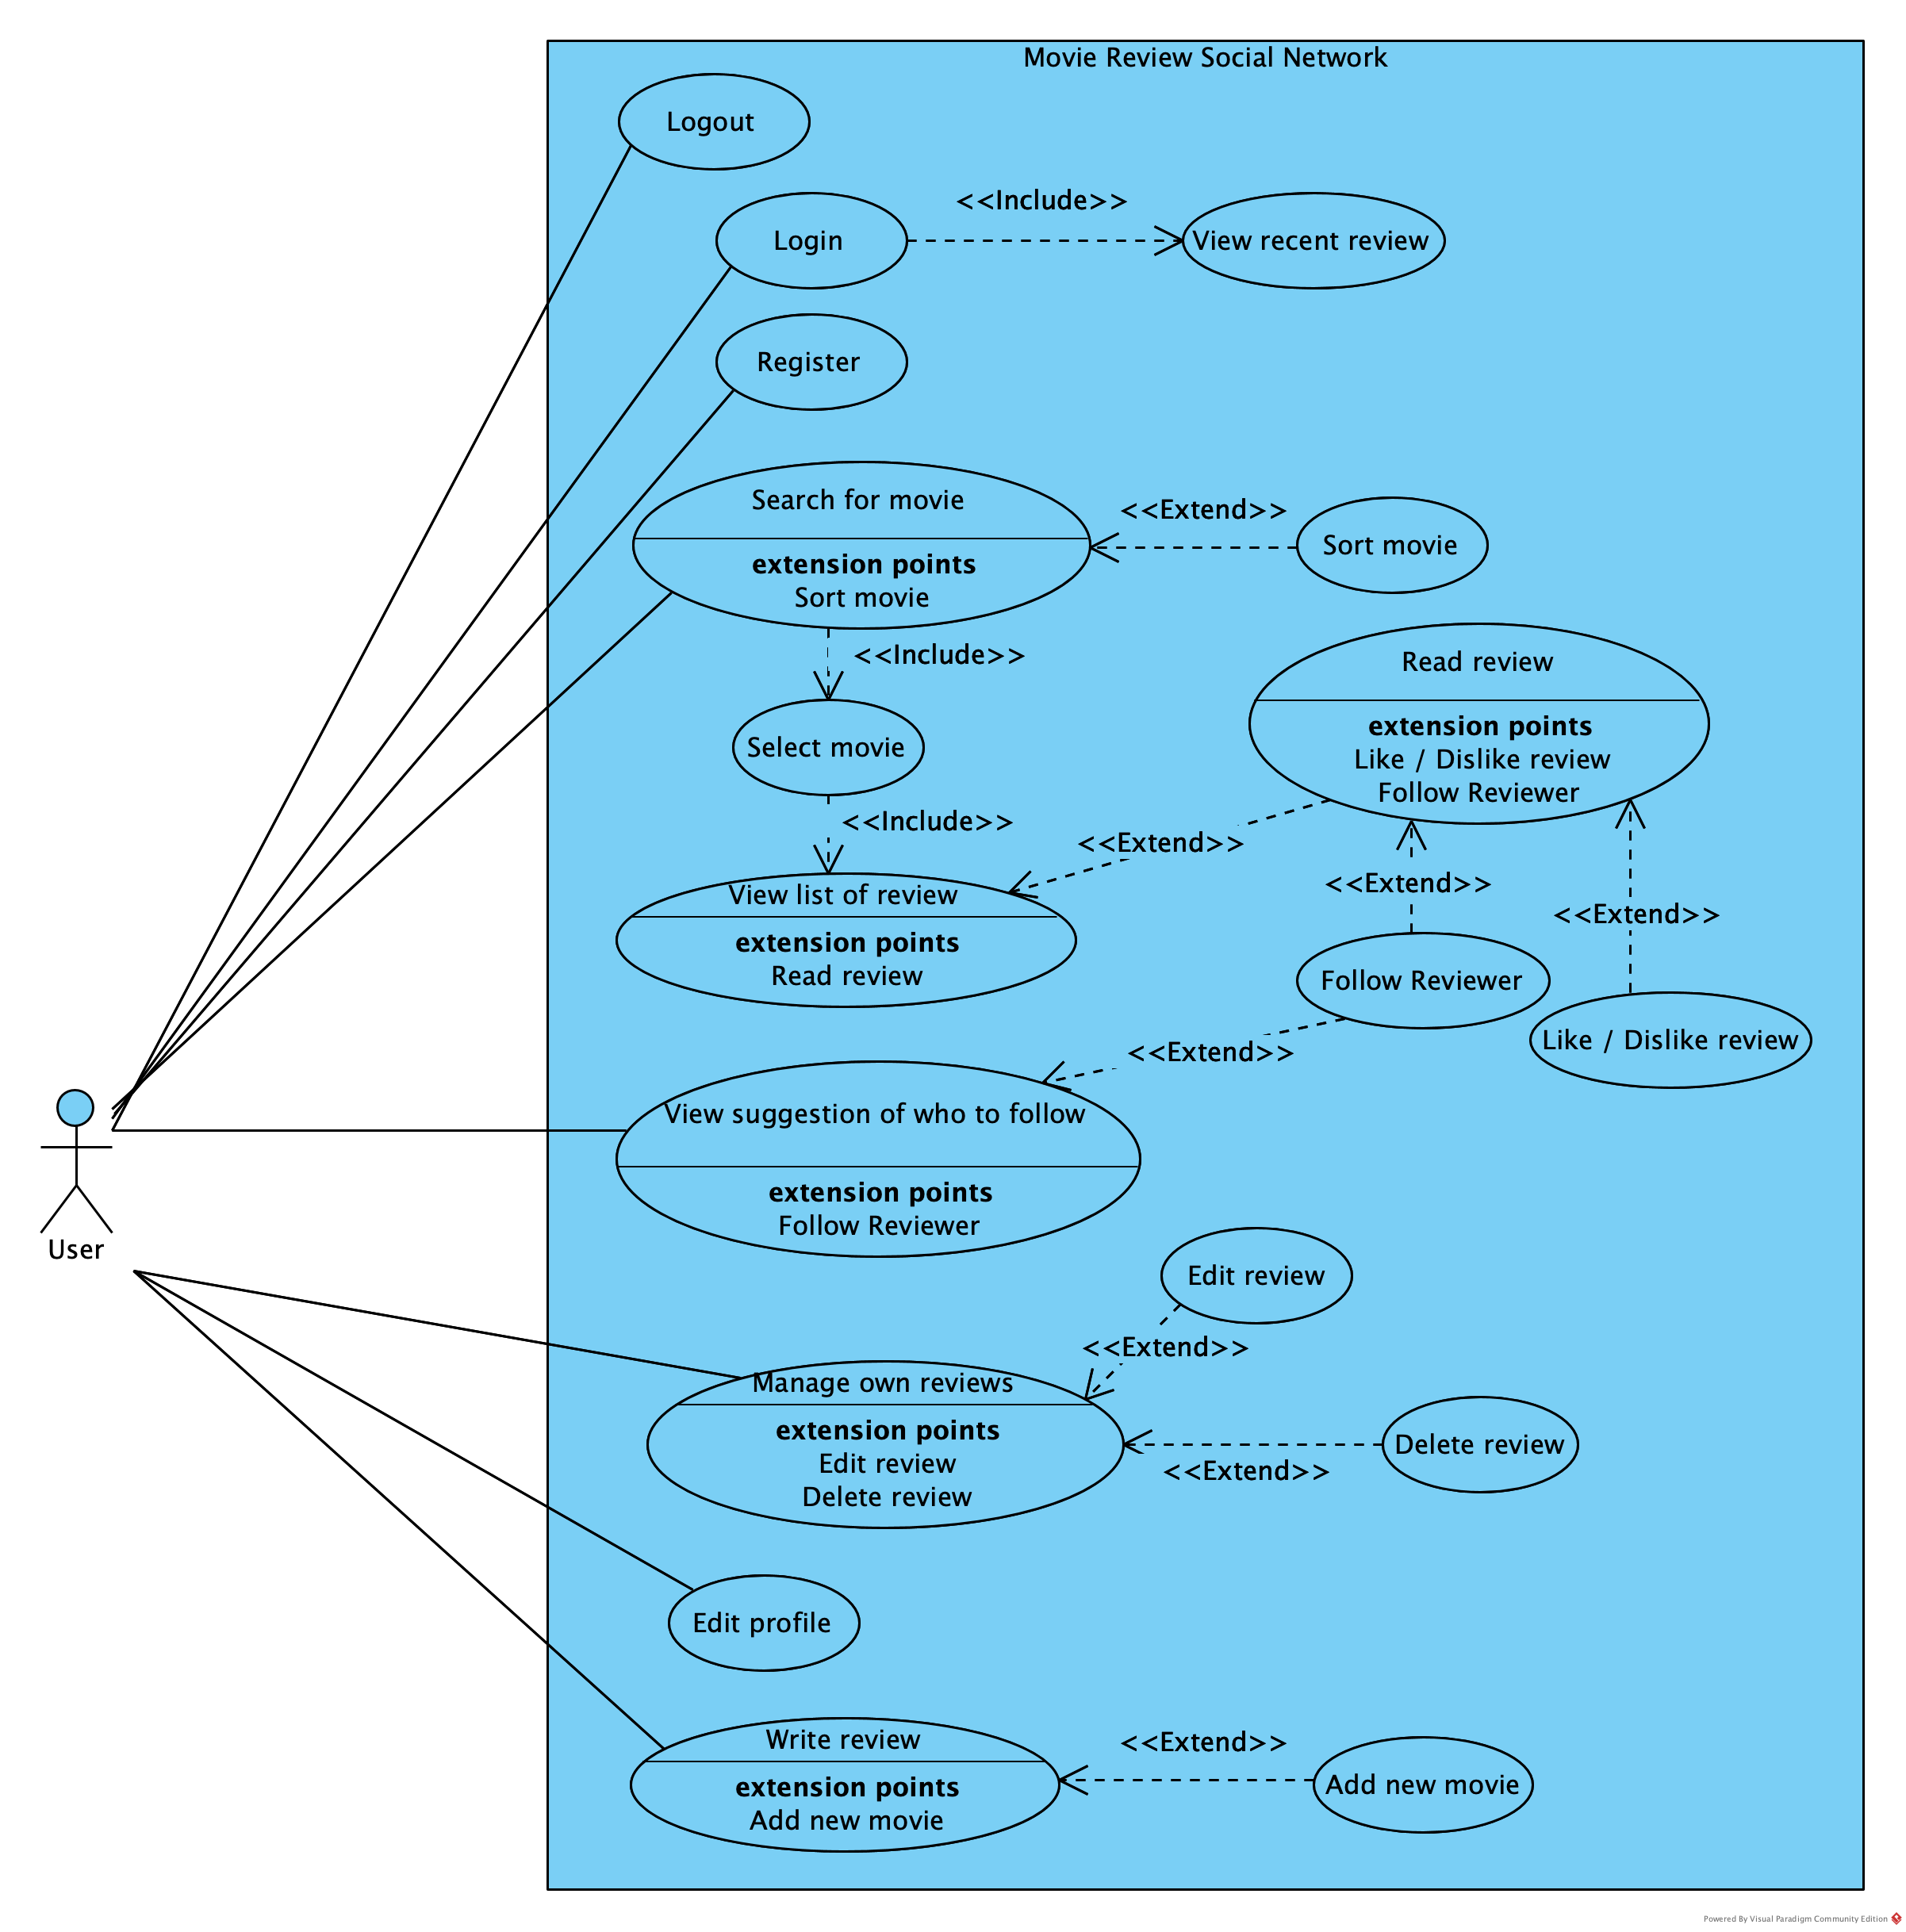 Movie Review Social Network
Logout
<<Include>>
Login
View recent review
Register
Search for movie
extension points
Sort movie
<<Extend>>
Sort movie
<<Include>>
Select movie
Read review
extension points
Like / Dislike review
Follow Reviewer
<<Include>>
<<Extend>>
View list of review
extension points
Read review
<<Extend>>
<<Extend>>
Follow Reviewer
Like / Dislike review
<<Extend>>
View suggestion of who to follow
extension points
Follow Reviewer
User
Edit review
<<Extend>>
Manage own reviews
extension points
Edit review
Delete review
Delete review
<<Extend>>
Edit profile
Write review
extension points
Add new movie
<<Extend>>
Add new movie
Powered By Visual Paradigm Community Edition